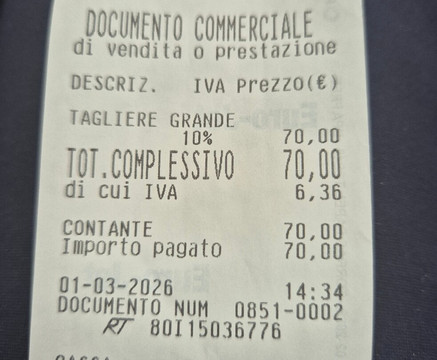 DOCUMENTO COMMERCIALE
di vendita o prestazione
DESCRIZ. IVA Prezzo(€)
TAGLIERE GRANDE
10% 70,00
TOT.COMPLESSIVO 70,00
di cui IVA 6,36
CONTANTE 70,00
Importo pagato 70,00
01-03-2026 14:34
DOCUMENTO NUM 0851-0002
RT 80I15036776